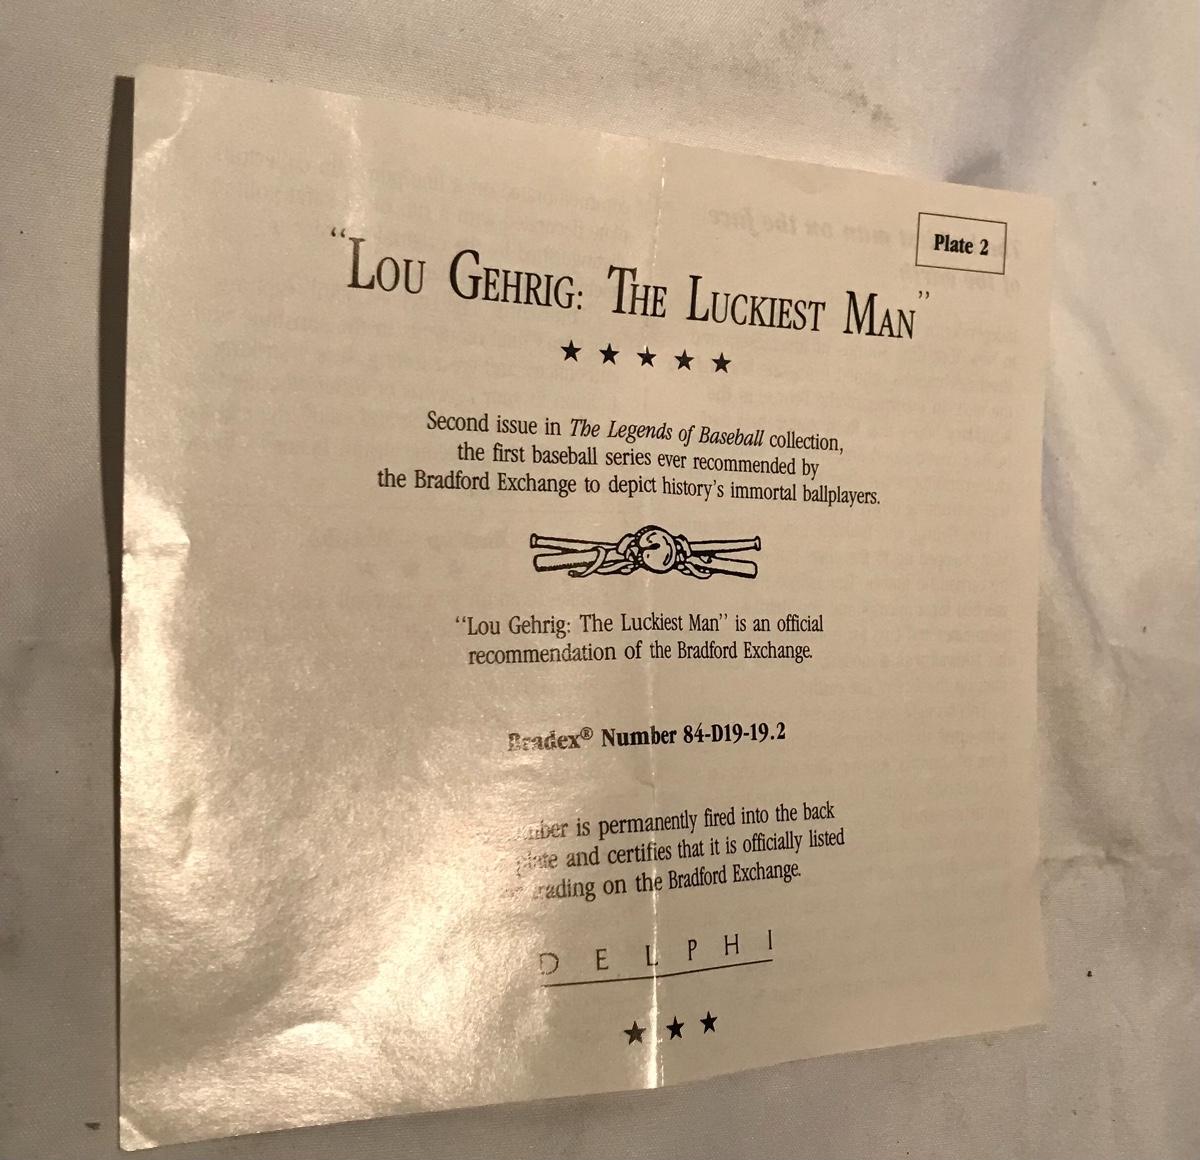 Plate 2
“LOU GEHRIG: THE LUCKIEST MAN”
★ ★ ★ ★ ★
Second issue in The Legends of Baseball collection,
the first baseball series ever recommended by
the Bradford Exchange to depict history's immortal ballplayers.
“Lou Gehrig: The Luckiest Man” is an official
recommendation of the Bradford Exchange.
Bradex® Number 84-D19-19.2
is permanently fired into the back
plate and certifies that it is officially listed
trading on the Bradford Exchange.
DELPHI
★ ★ ★